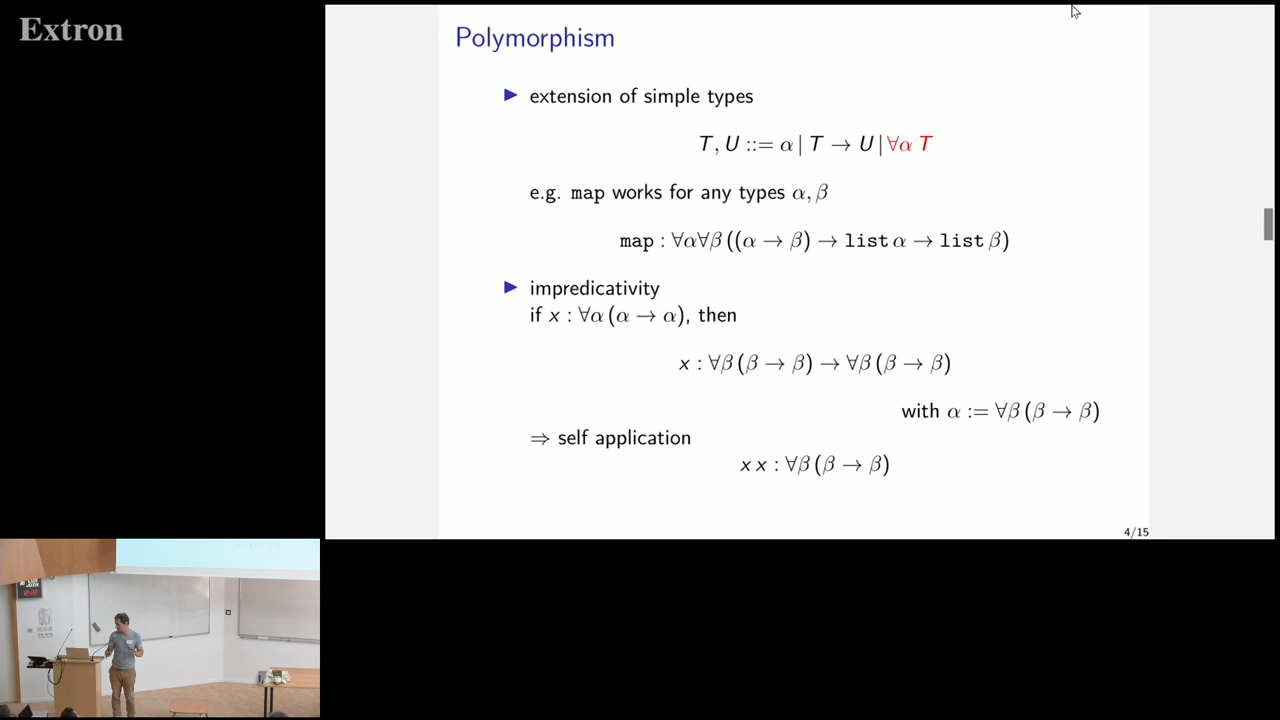 Extron
Polymorphism
▶ extension of simple types
T, U ::= α | T → U | ∀α T
e.g. map works for any types α, β
map : ∀α∀β ((α → β) → list α → list β)
▶ impredicativity
if x : ∀α (α → α), then
x : ∀β (β → β) → ∀β (β → β)
with α := ∀β (β → β)
⇒ self application
x x : ∀β (β → β)
4/15